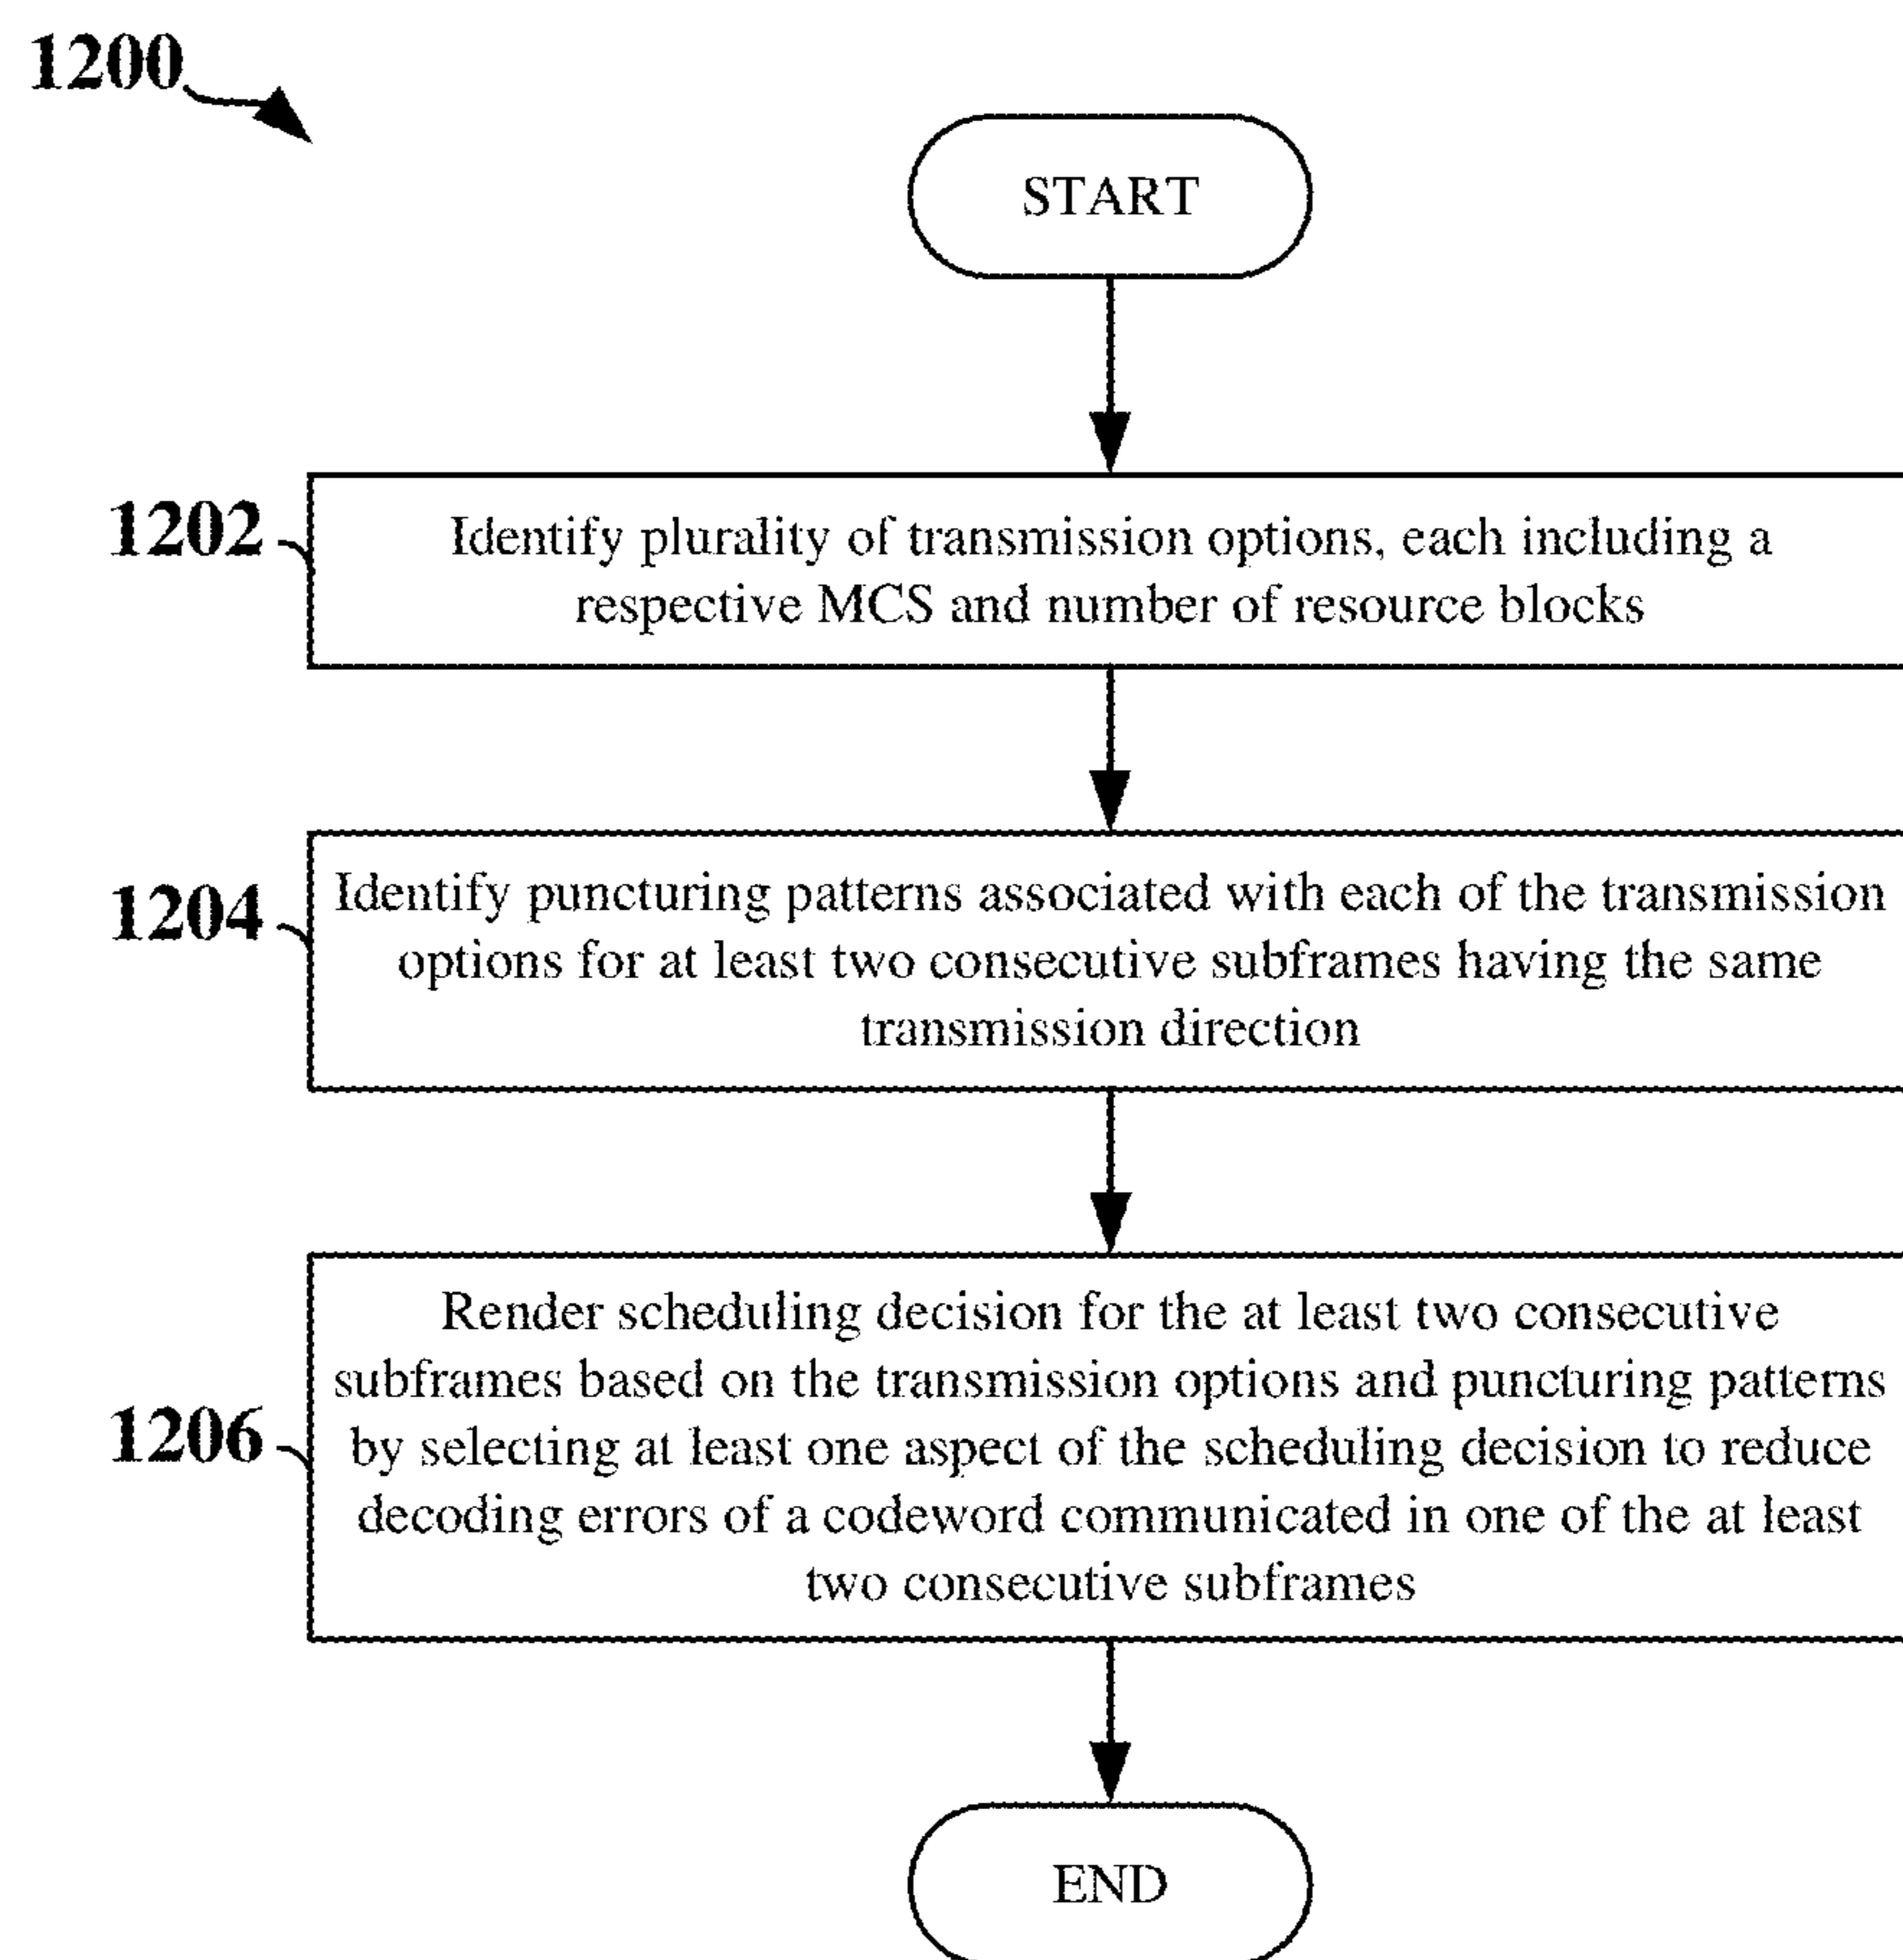 1200
START
1202
Identify plurality of transmission options, each including a
respective MCS and number of resource blocks
1204
Identify puncturing patterns associated with each of the transmission
options for at least two consecutive subframes having the same
transmission direction
1206
Render scheduling decision for the at least two consecutive
subframes based on the transmission options and puncturing patterns
by selecting at least one aspect of the scheduling decision to reduce
decoding errors of a codeword communicated in one of the at least
two consecutive subframes
END